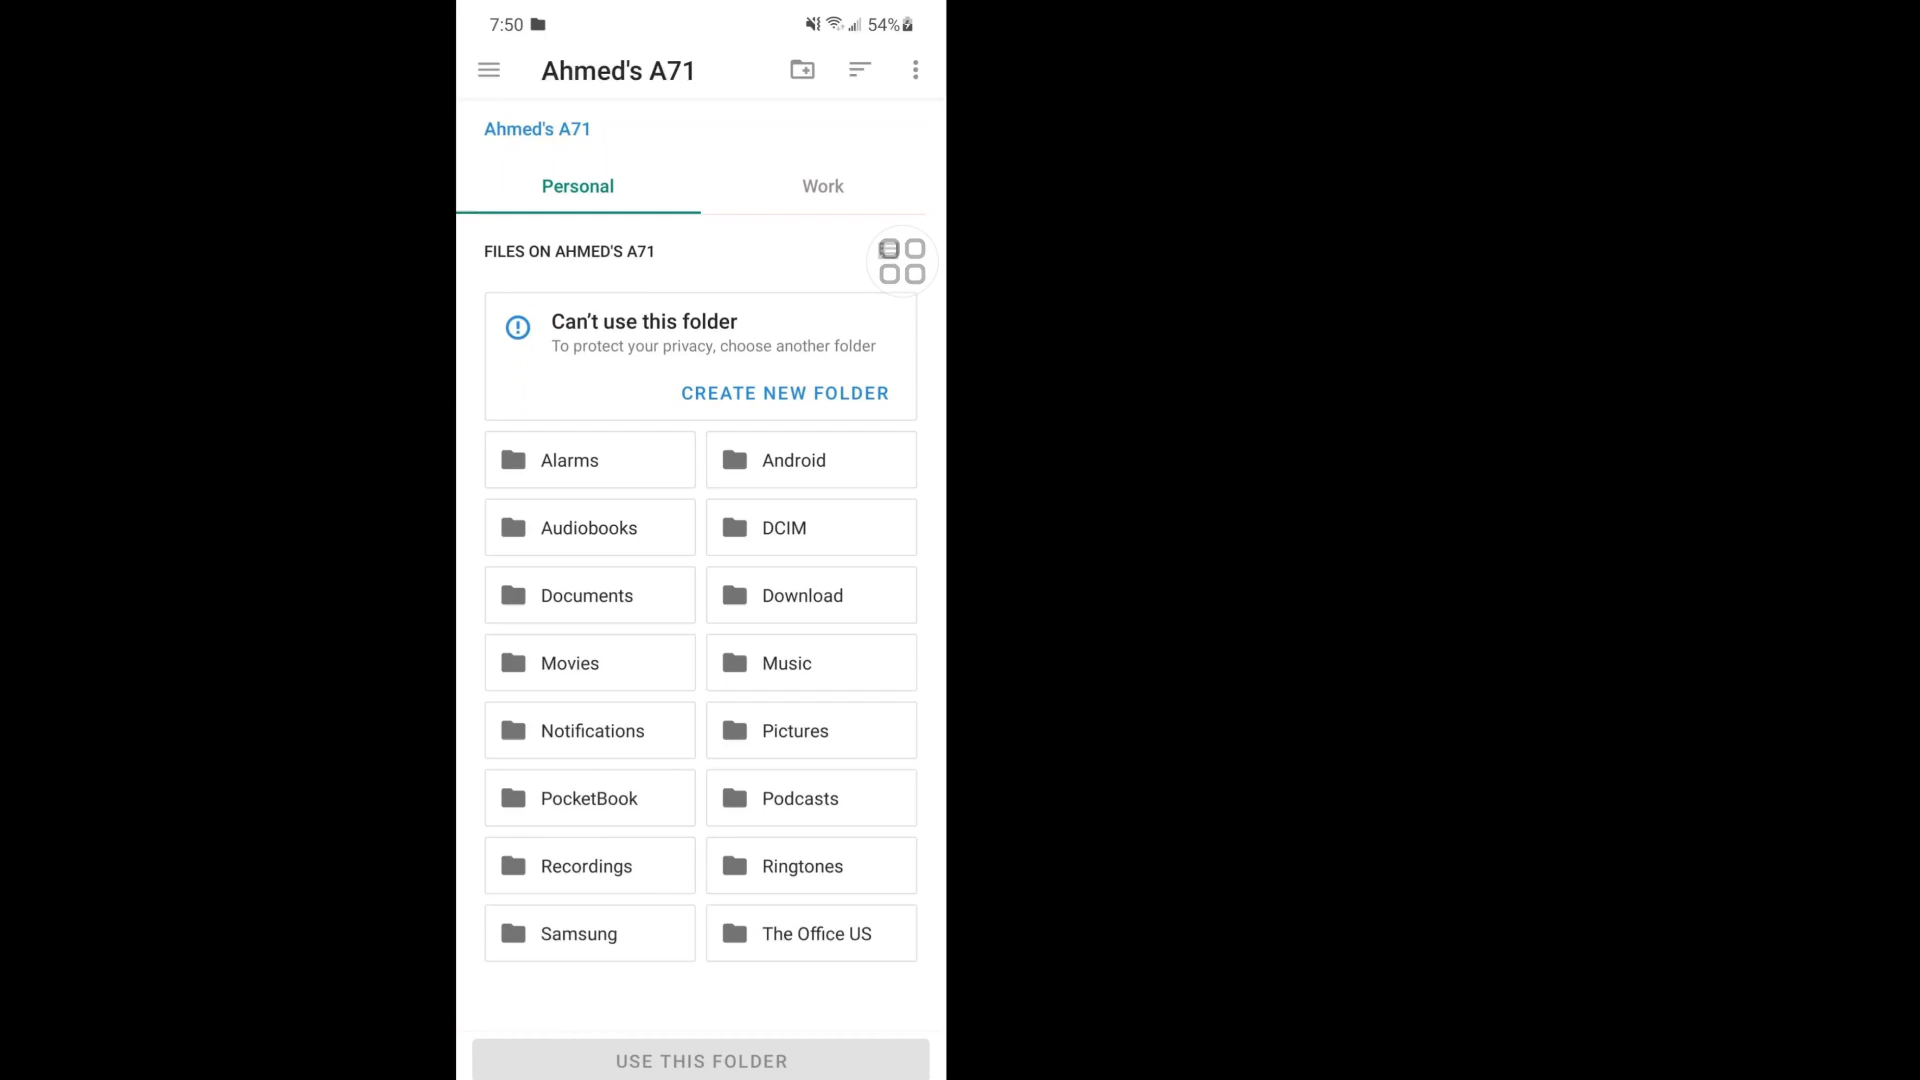 7:50 54%
Ahmed's A71
Ahmed's A71
Personal Work
FILES ON AHMED'S A71
Can't use this folder
To protect your privacy, choose another folder
CREATE NEW FOLDER
Alarms Android
Audiobooks DCIM
Documents Download
Movies Music
Notifications Pictures
PocketBook Podcasts
Recordings Ringtones
Samsung The Office US
USE THIS FOLDER